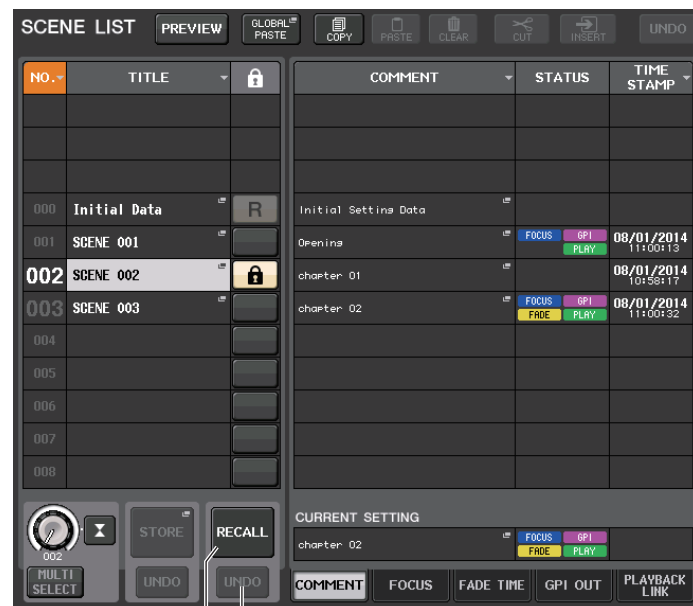 SCENE LIST PREVIEW GLOBAL PASTE COPY PASTE CLEAR CUT INSERT UNDO
NO. TITLE COMMENT STATUS TIME STAMP
000 Initial Data R Initial Setting Data
001 SCENE 001 Opening FOCUS GPI PLAY 08/01/2014 11:00:13
002 SCENE 002 chapter 01 08/01/2014 10:58:17
003 SCENE 003 chapter 02 FOCUS GPI FADE PLAY 08/01/2014 11:00:32
004
005
006
007
008
CURRENT SETTING
002 STORE RECALL chapter 02 FOCUS GPI FADE PLAY
MULTI SELECT UNDO UNDO COMMENT FOCUS FADE TIME GPI OUT PLAYBACK LINK